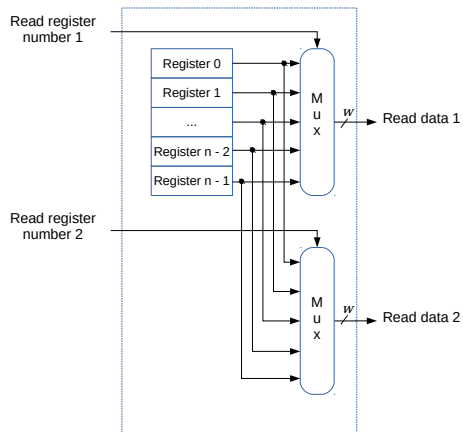 Read register
number 1
Register 0
Register 1
...
Register n - 2
Register n - 1
M
u
x
w
Read data 1
Read register
number 2
M
u
x
w
Read data 2